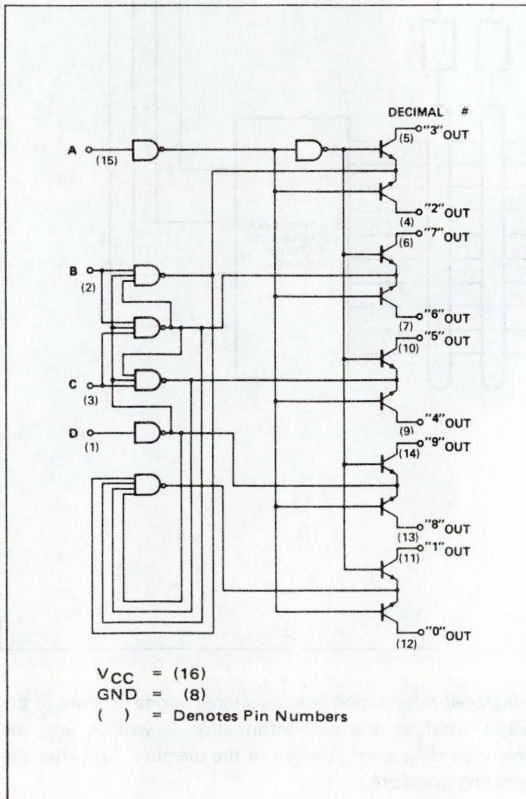 DECIMAL #
(5) "3" OUT
A
(15)
(4) "2" OUT
(6) "7" OUT
B
(2)
(7) "6" OUT
(10) "5" OUT
C
(3)
(9) "4" OUT
D
(1)
(14) "9" OUT
(13) "8" OUT
(11) "1" OUT
(12) "0" OUT
VCC = (16)
GND = (8)
( ) = Denotes Pin Numbers